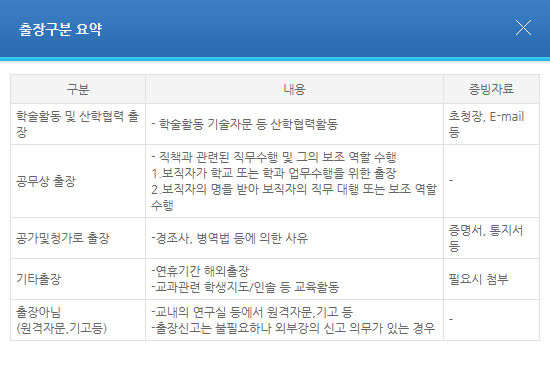 출장구분 요약
구분 내용 증빙자료
학술활동 및 산학협력 출
장
- 학술활동 기술자문 등 산학협력활동
초청장, E-mail
등
공무상 출장
- 직책과 관련된 직무수행 및 그의 보조 역할 수행
1.보직자가 학교 또는 학과 업무수행을 위한 출장
2.보직자의 명을 받아 보직자의 직무 대행 또는 보조 역할
수행
-
공가및청가로 출장
-경조사, 병역법 등에 의한 사유
증명서, 통지서
등
기타출장
-연휴기간 해외출장
-교과관련 학생지도/인솔 등 교육활동
필요시 첨부
출장아님
(원격자문,기고등)
-교내의 연구실 등에서 원격자문,기고 등
-출장신고는 불필요하나 외부강의 신고 의무가 있는 경우
-